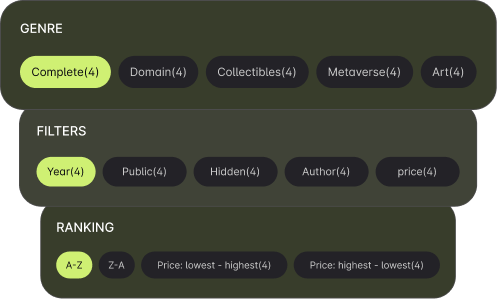 GENRE
Complete(4) Domain(4) Collectibles(4) Metaverse(4) Art(4)
FILTERS
Year(4) Public(4) Hidden(4) Author(4) price(4)
RANKING
A-Z Z-A Price: lowest - highest(4) Price: highest - lowest(4)